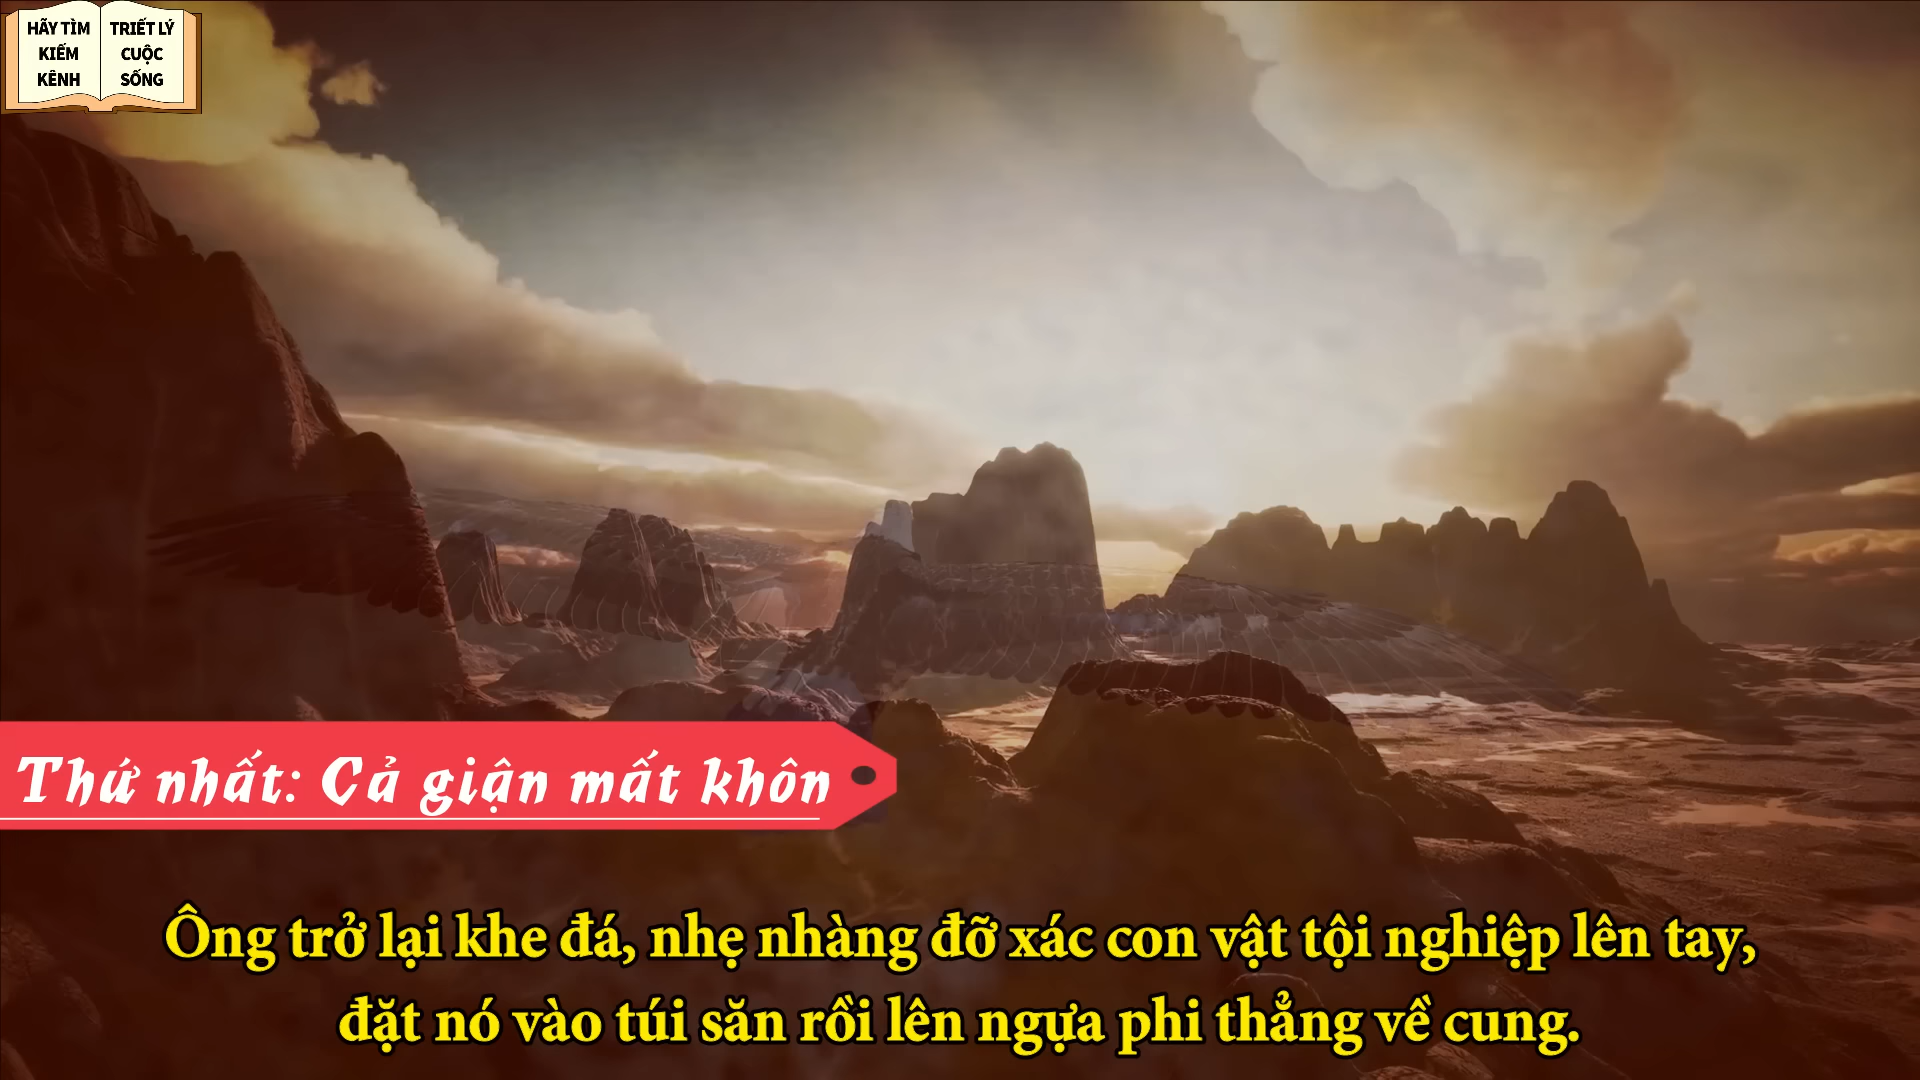 HÃY TÌM
KIẾM
KÊNH
TRIẾT LÝ
CUỘC
SỐNG
Thứ nhất: Cả giận mất khôn
Ông trở lại khe đá, nhẹ nhàng đỡ xác con vật tội nghiệp lên tay,
đặt nó vào túi săn rồi lên ngựa phi thẳng về cung.